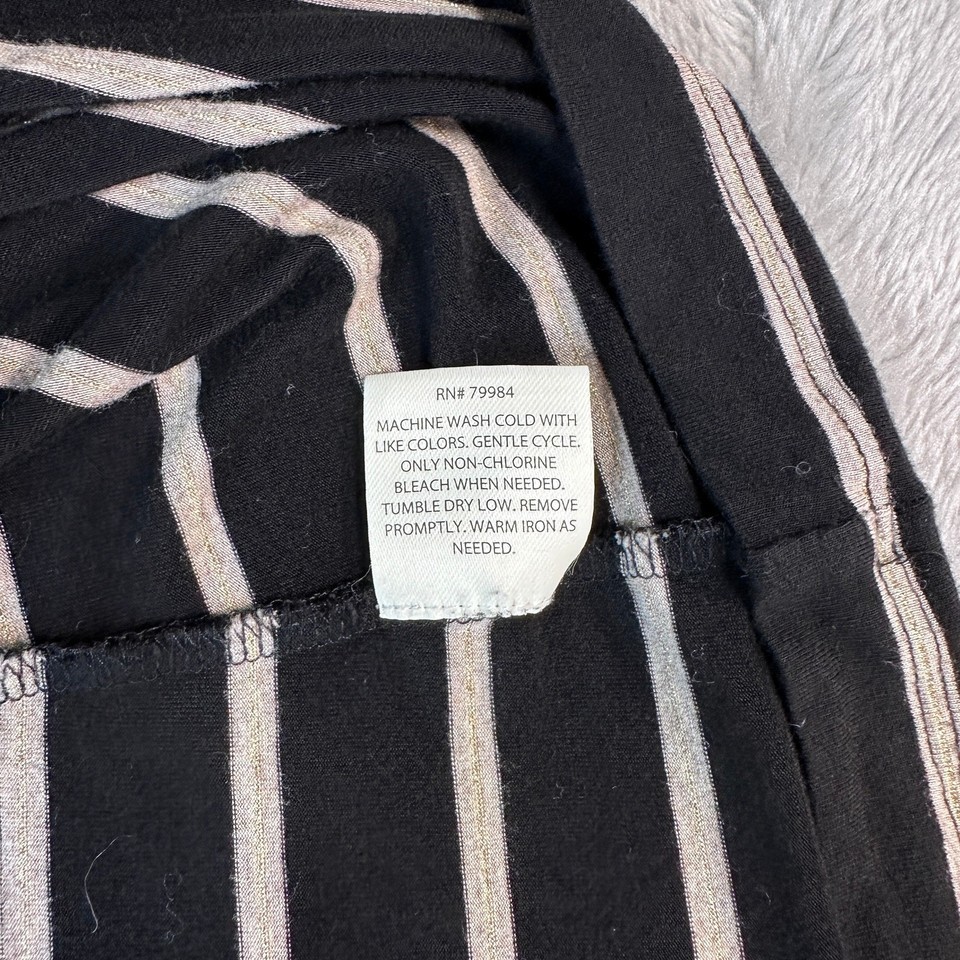 RN# 79984
MACHINE WASH COLD WITH
LIKE COLORS. GENTLE CYCLE.
ONLY NON-CHLORINE
BLEACH WHEN NEEDED.
TUMBLE DRY LOW. REMOVE
PROMPTLY. WARM IRON AS
NEEDED.